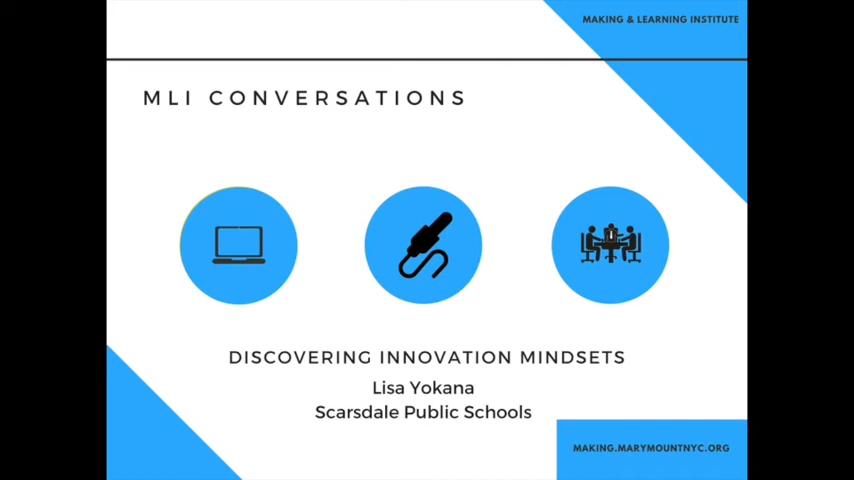 MAKING & LEARNING INSTITUTE
MLI CONVERSATIONS
DISCOVERING INNOVATION MINDSETS
Lisa Yokana
Scarsdale Public Schools
MAKING.MARYMOUNTNYC.ORG